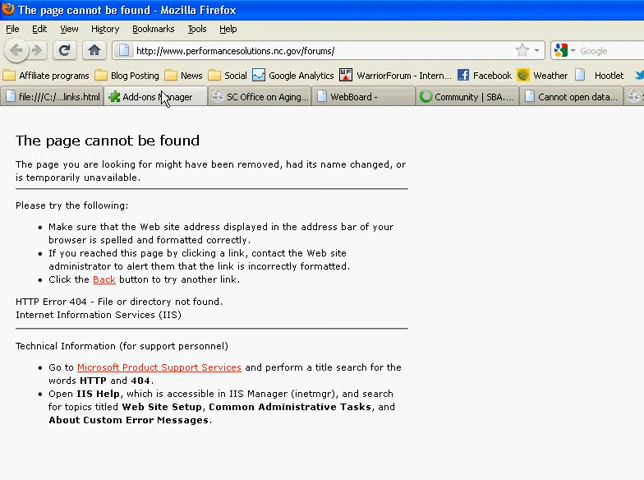 The page cannot be found - Mozilla Firefox
File Edit View History Bookmarks Tools Help
http://www.performancesolutions.nc.gov/forums/ Google
Affiliate programs Blog Posting News Social Google Analytics WarriorForum - Intern... Facebook Weather Hootlet
file:///C:/...links.html Add-ons Manager SC Office on Aging... WebBoard - Community | SBA.... Cannot open data...
The page cannot be found
The page you are looking for might have been removed, had its name changed, or
is temporarily unavailable.
Please try the following:
• Make sure that the Web site address displayed in the address bar of your
browser is spelled and formatted correctly.
• If you reached this page by clicking a link, contact the Web site
administrator to alert them that the link is incorrectly formatted.
• Click the Back button to try another link.
HTTP Error 404 - File or directory not found.
Internet Information Services (IIS)
Technical Information (for support personnel)
• Go to Microsoft Product Support Services and perform a title search for the
words HTTP and 404.
• Open IIS Help, which is accessible in IIS Manager (inetmgr), and search
for topics titled Web Site Setup, Common Administrative Tasks, and
About Custom Error Messages.